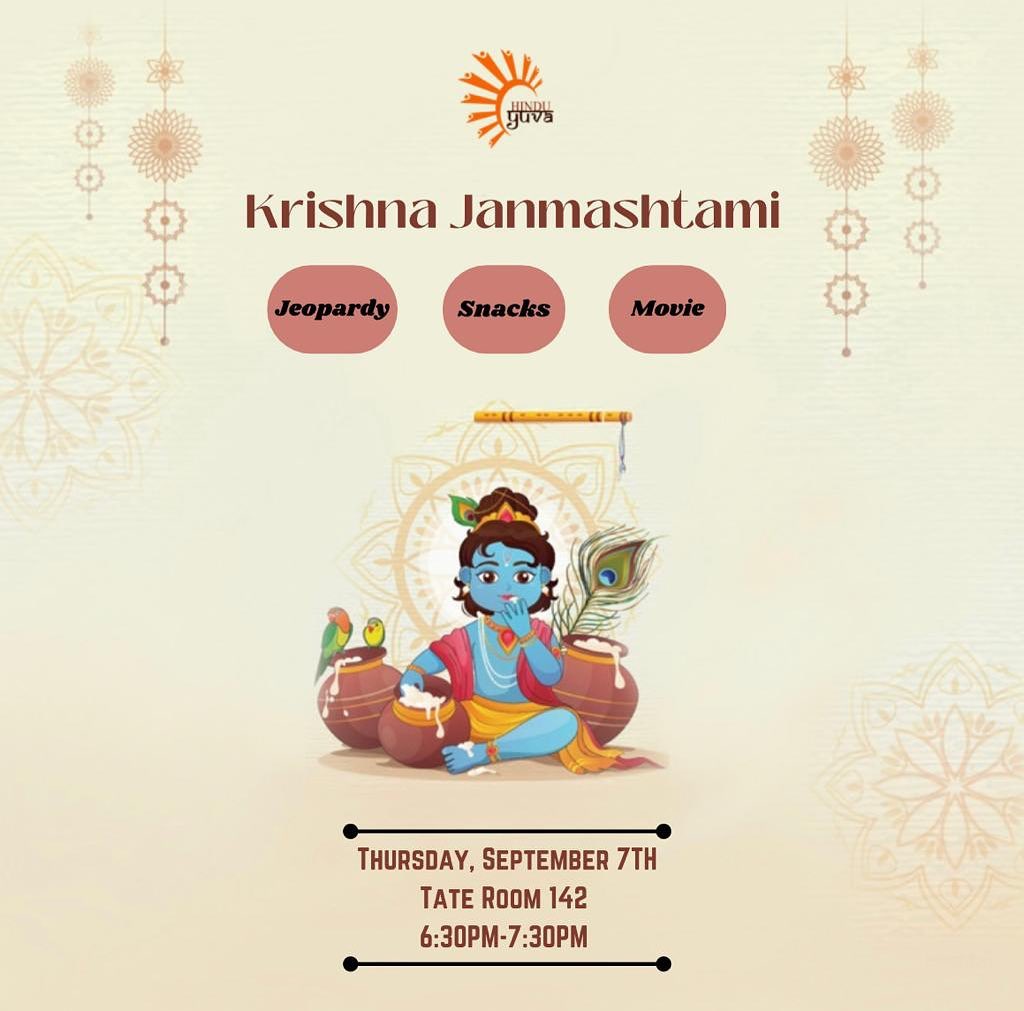 HINDU
yuva
Krishna Janmashtami
Jeopardy Snacks Movie
Thursday, September 7th
Tate Room 142
6:30PM-7:30PM